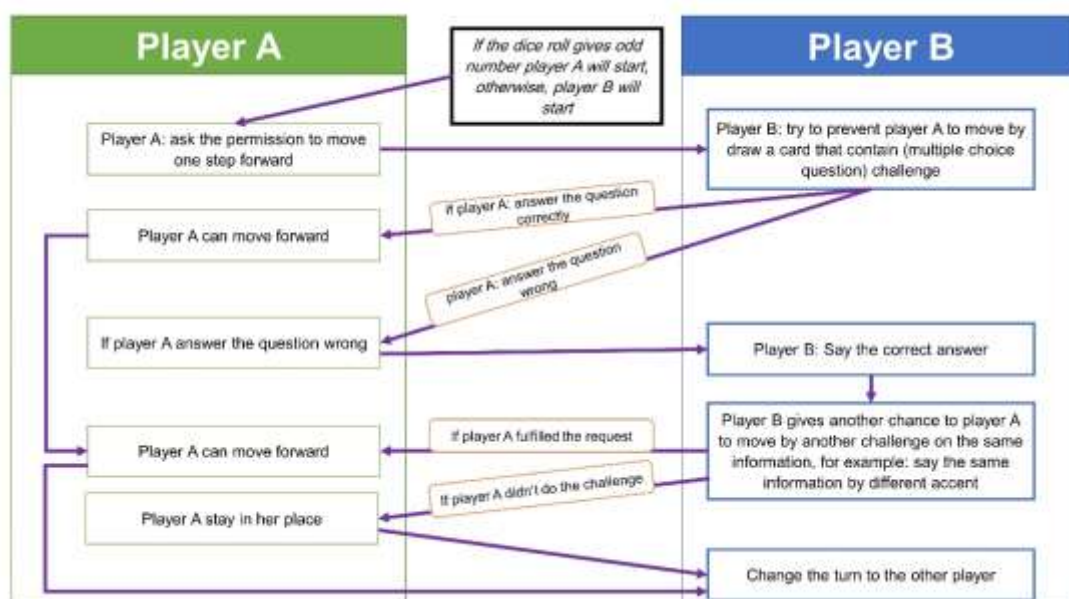 Player A
If the dice roll gives odd
number player A will start,
otherwise, player B will
start
Player B
Player A: ask the permission to move
one step forward
Player B: try to prevent player A to move by
draw a card that contain (multiple choice
question) challenge
if player A: answer the question
correctly
Player A can move forward
player A: answer the question
wrong
If player A answer the question wrong
Player B: Say the correct answer
Player A can move forward
If player A fulfilled the request
Player B gives another chance to player A
to move by another challenge on the same
information, for example: say the same
information by different accent
If player A didn't do the challenge
Player A stay in her place
Change the turn to the other player